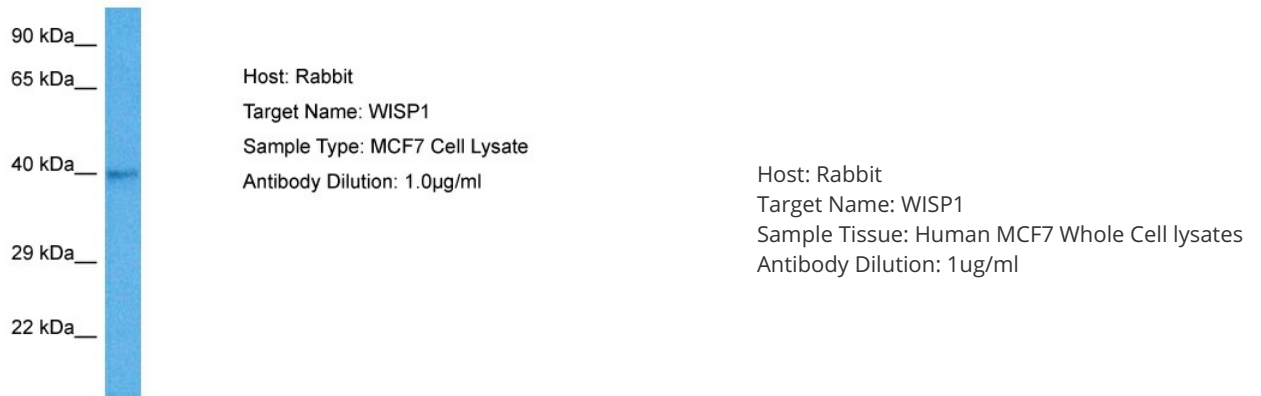 90 kDa__
65 kDa__
40 kDa__
29 kDa__
22 kDa__
Host: Rabbit
Target Name: WISP1
Sample Type: MCF7 Cell Lysate
Antibody Dilution: 1.0µg/ml
Host: Rabbit
Target Name: WISP1
Sample Tissue: Human MCF7 Whole Cell lysates
Antibody Dilution: 1ug/ml